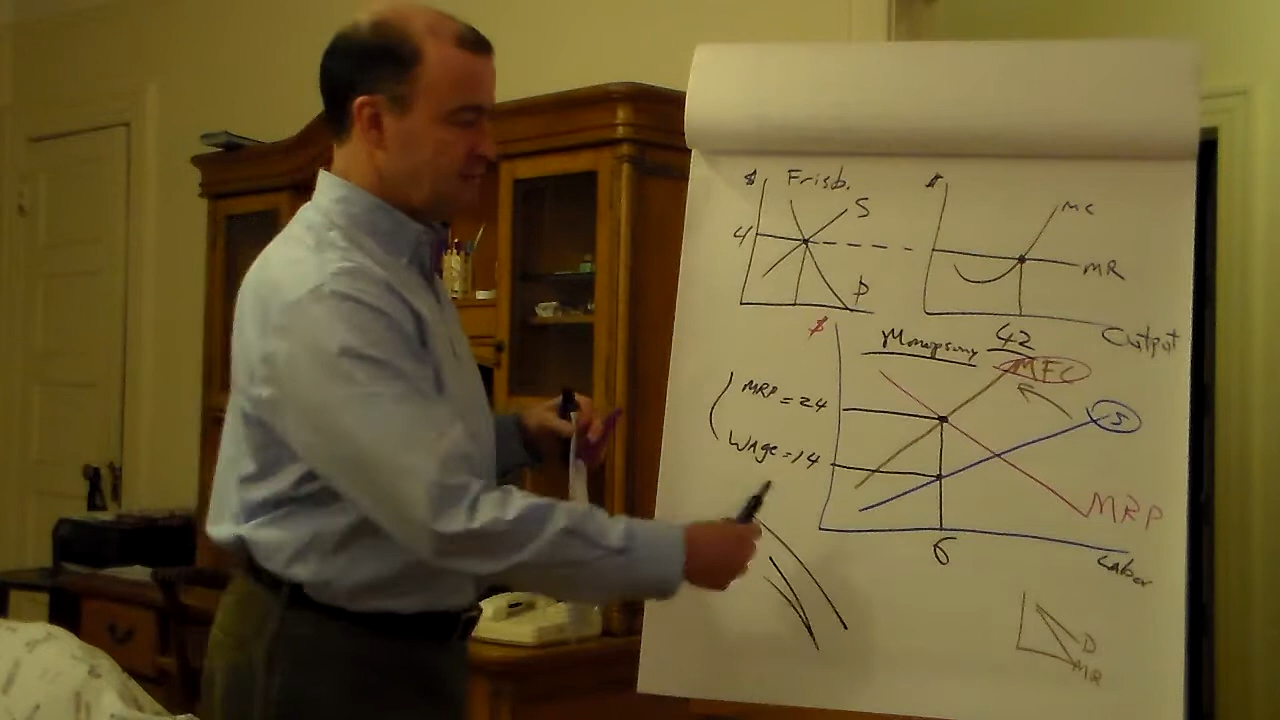 $ Frisb.
S
4
D
$
MC
MR
Output
42
$
Monopsony
MFC
S
MRP = 24
WAge = 14
MRP
6
Labor
D
MR